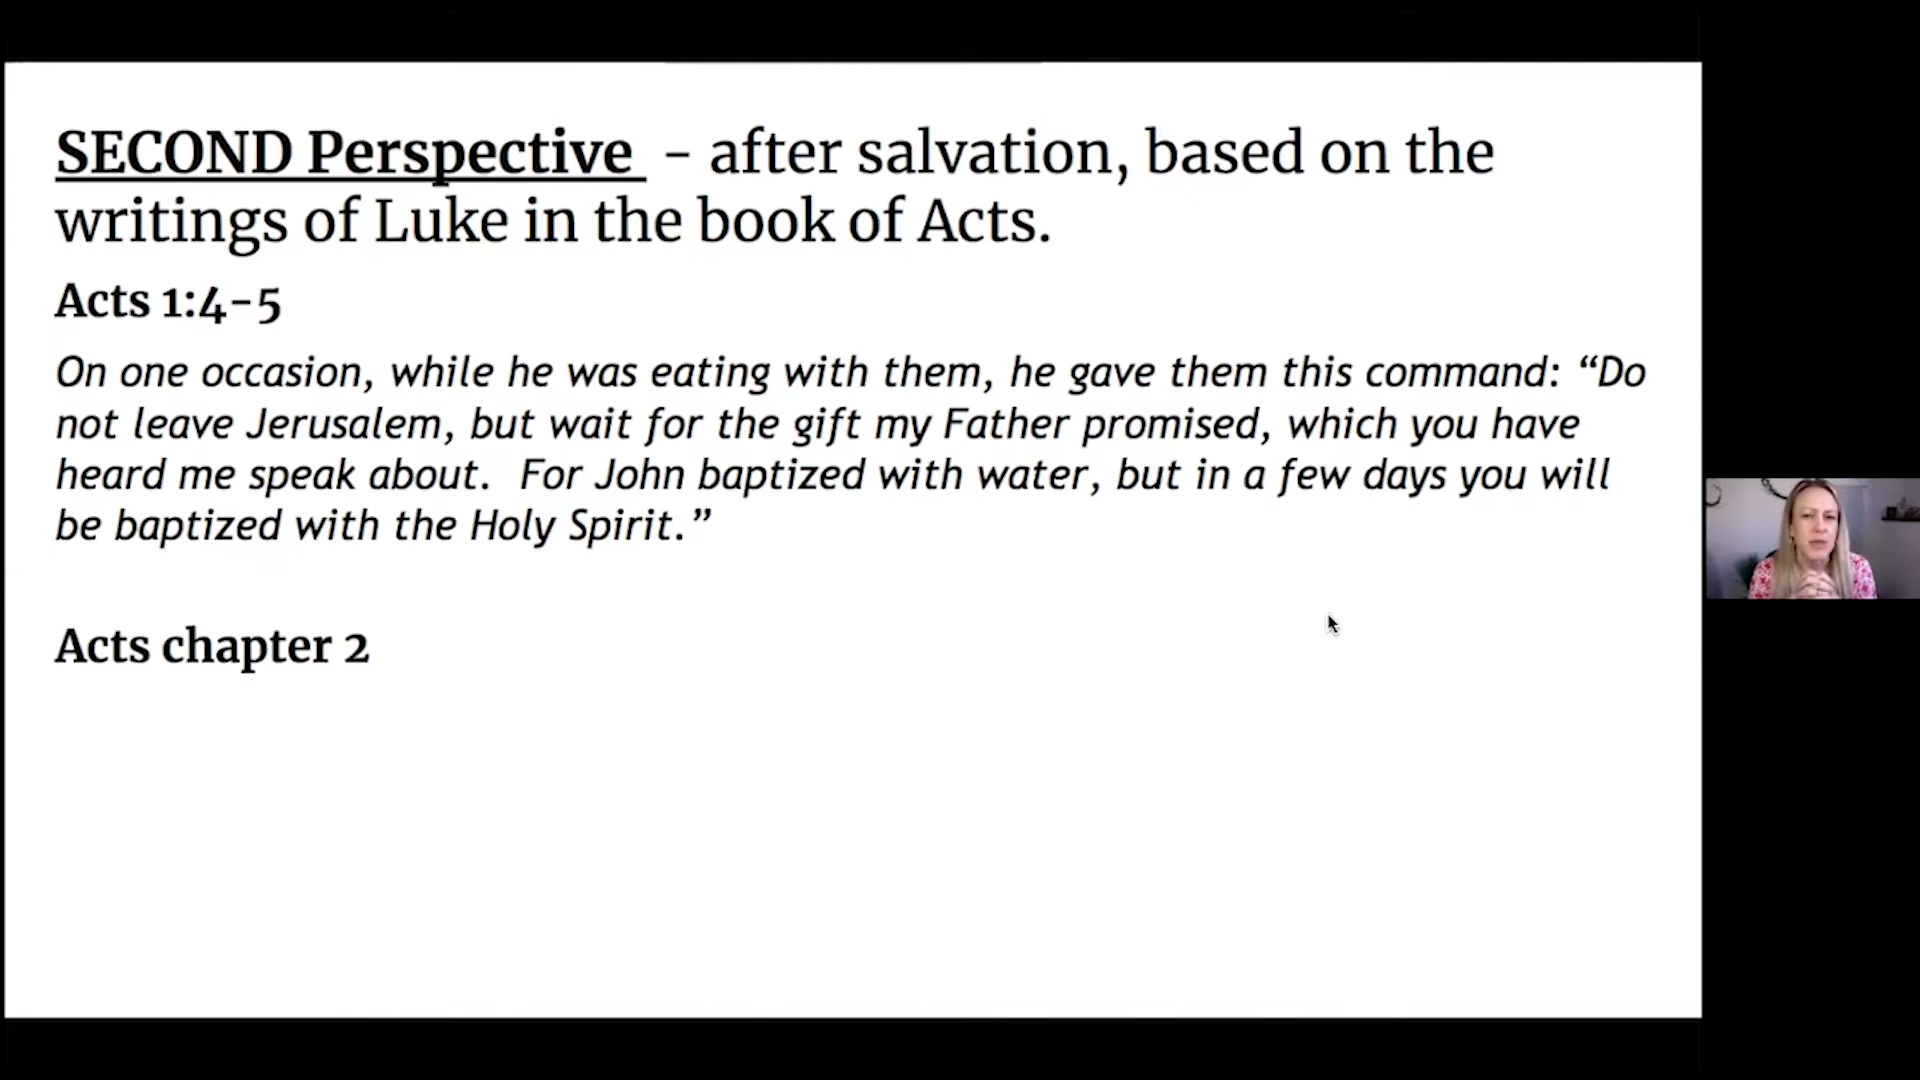 SECOND Perspective - after salvation, based on the
writings of Luke in the book of Acts.
Acts 1:4-5
On one occasion, while he was eating with them, he gave them this command: “Do
not leave Jerusalem, but wait for the gift my Father promised, which you have
heard me speak about. For John baptized with water, but in a few days you will
be baptized with the Holy Spirit.”
Acts chapter 2